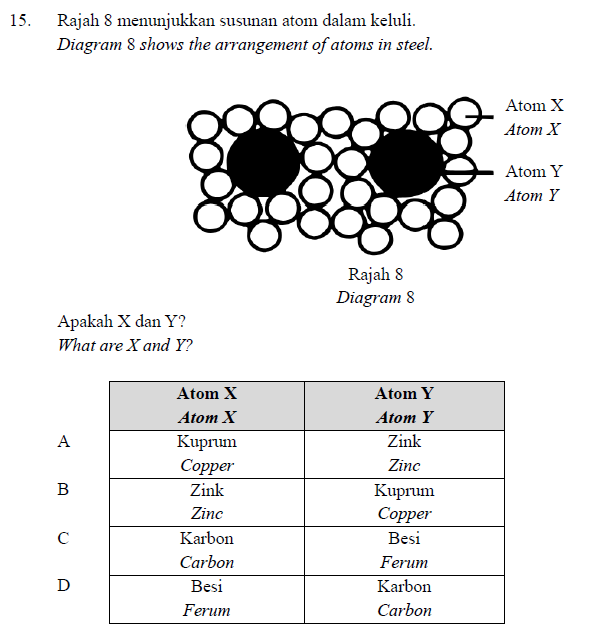 15. Rajah 8 menunjukkan susunan atom dalam keluli.
Diagram 8 shows the arrangement of atoms in steel.
Atom X
Atom X
Atom Y
Atom Y
Rajah 8
Diagram 8
Apakah X dan Y?
What are X and Y?
Atom X Atom Y
Atom X Atom Y
A Kuprum Zink
Copper Zinc
B Zink Kuprum
Zinc Copper
C Karbon Besi
Carbon Ferum
D Besi Karbon
Ferum Carbon